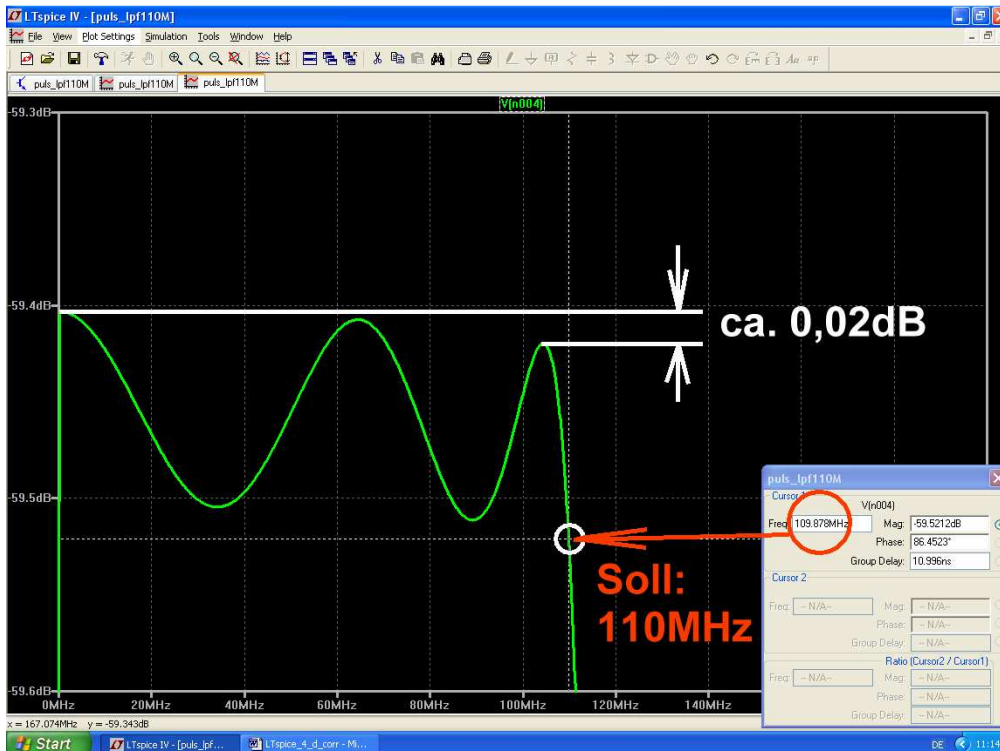 LTspice IV - [puls_lpf110M]
File View Plot Settings Simulation Tools Window Help
puls_lpf110M puls_lpf110M puls_lpf110M
V(n004)
-59.3dB
-59.4dB
-59.5dB
-59.6dB
ca. 0,02dB
Soll:
110MHz
0MHz 20MHz 40MHz 60MHz 80MHz 100MHz 120MHz 140MHz
puls_lpf110M
Cursor 1
V(n004)
Freq: 109.878MHz Mag: -59.5212dB
Phase: 86.4523°
Group Delay: 10.996ns
Cursor 2
Freq: -- N/A-- Mag: -- N/A--
Phase: -- N/A--
Group Delay: -- N/A--
Ratio (Cursor2 / Cursor1)
Freq: -- N/A-- Mag: -- N/A--
Phase: -- N/A--
Group Delay: -- N/A--
x = 167.074MHz y = -59.343dB
Start LTspice IV - [puls_lpf... LTspice_4_d_corr - Mi... DE 11:14